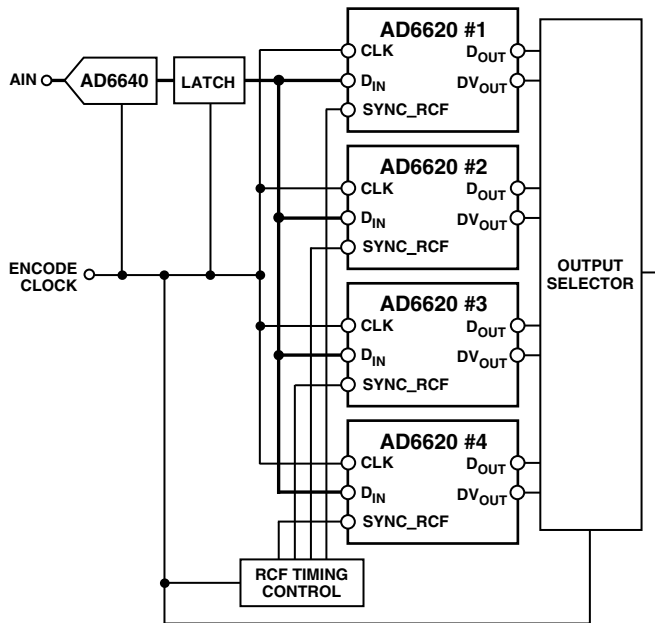 AIN
AD6640
LATCH
ENCODE
CLOCK
AD6620 #1
CLK
DIN
SYNC_RCF
DOUT
DVOUT
AD6620 #2
CLK
DIN
SYNC_RCF
DOUT
DVOUT
AD6620 #3
CLK
DIN
SYNC_RCF
DOUT
DVOUT
AD6620 #4
CLK
DIN
SYNC_RCF
DOUT
DVOUT
OUTPUT
SELECTOR
RCF TIMING
CONTROL